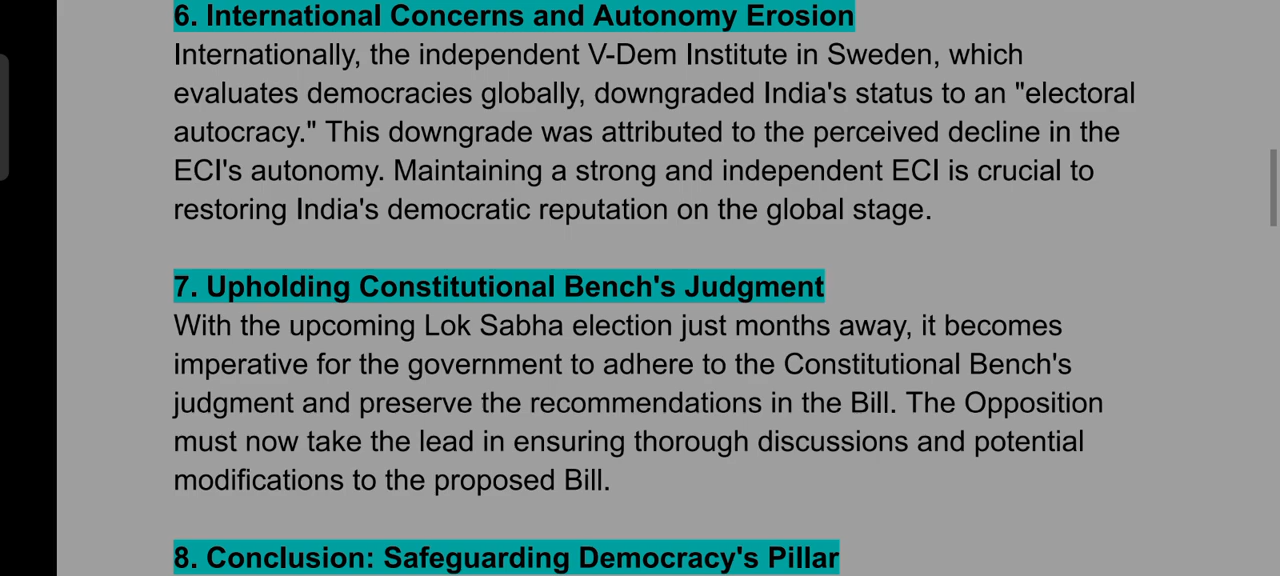 6. International Concerns and Autonomy Erosion
Internationally, the independent V-Dem Institute in Sweden, which
evaluates democracies globally, downgraded India's status to an "electoral
autocracy." This downgrade was attributed to the perceived decline in the
ECI's autonomy. Maintaining a strong and independent ECI is crucial to
restoring India's democratic reputation on the global stage.
7. Upholding Constitutional Bench's Judgment
With the upcoming Lok Sabha election just months away, it becomes
imperative for the government to adhere to the Constitutional Bench's
judgment and preserve the recommendations in the Bill. The Opposition
must now take the lead in ensuring thorough discussions and potential
modifications to the proposed Bill.
8. Conclusion: Safeguarding Democracy's Pillar